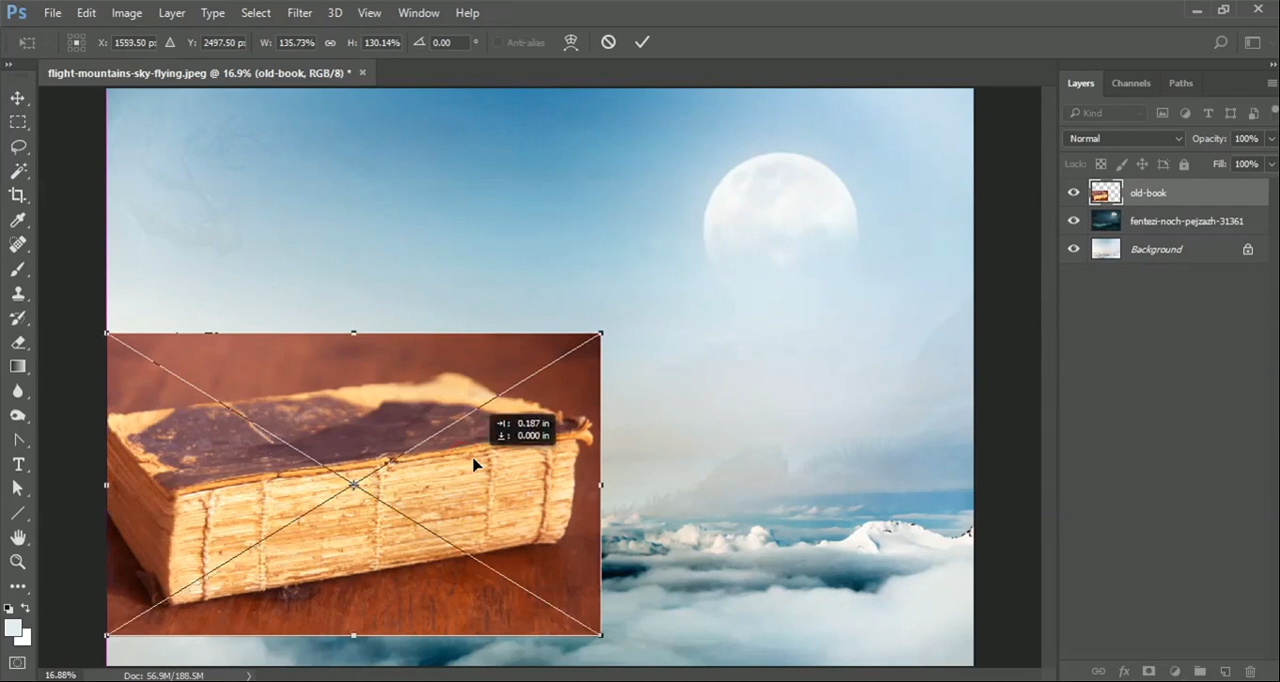 Ps File Edit Image Layer Type Select Filter 3D View Window Help
X: 1559.50 p: Y: 2497.50 p: W: 135.73% H: 130.14% 0.00 ° Anti-alias
flight-mountains-sky-flying.jpeg @ 16.9% (old-book, RGB/8) * ×
Layers Channels Paths
Kind
Normal Opacity: 100%
Lock: Fill: 100%
old-book
fentezi-noch-pejzazh-31361
Background
0.187 in
0.000 in
16.88% Doc: 56.9M/188.5M